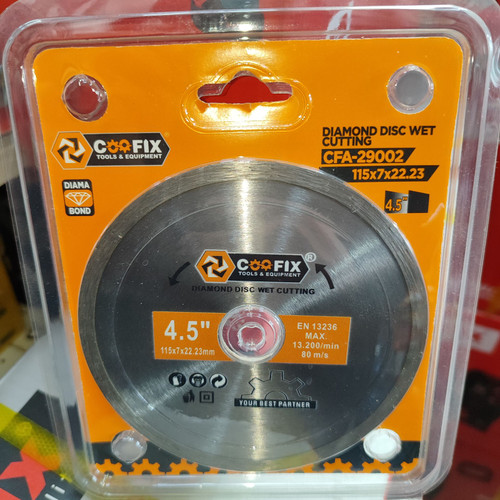 DIAMOND DISC WET
CUTTING
CFA-29002
115x7x22.23
4.5"
COOFIX®
TOOLS & EQUIPMENT
DIAMA
BOND
COOFIX®
TOOLS & EQUIPMENT
DIAMOND DISC WET CUTTING
4.5"
115x7x22.23mm
EN 13236
MAX.
13.200/min
80 m/s
YOUR BEST PARTNER